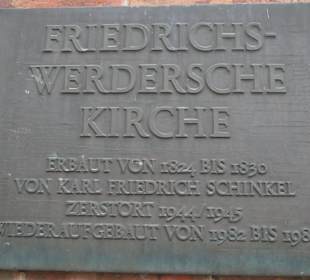 FRIEDRICHS-
WERDERSCHE
KIRCHE
ERBAUT VON 1824 BIS 1830
VON KARL FRIEDRICH SCHINKEL
ZERSTÖRT 1944/1945
WIEDERAUFGEBAUT VON 1982 BIS